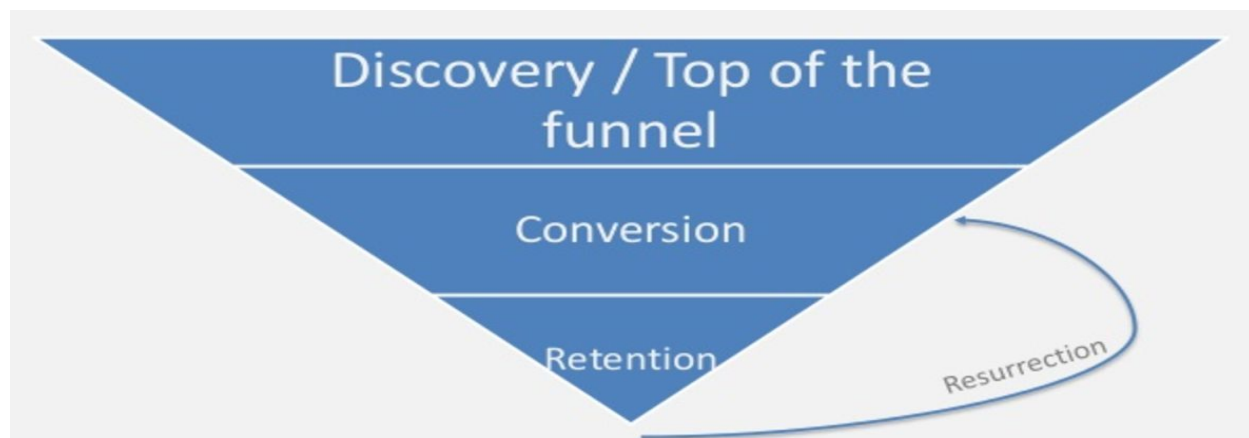 Discovery / Top of the
funnel
Conversion
Retention
Resurrection